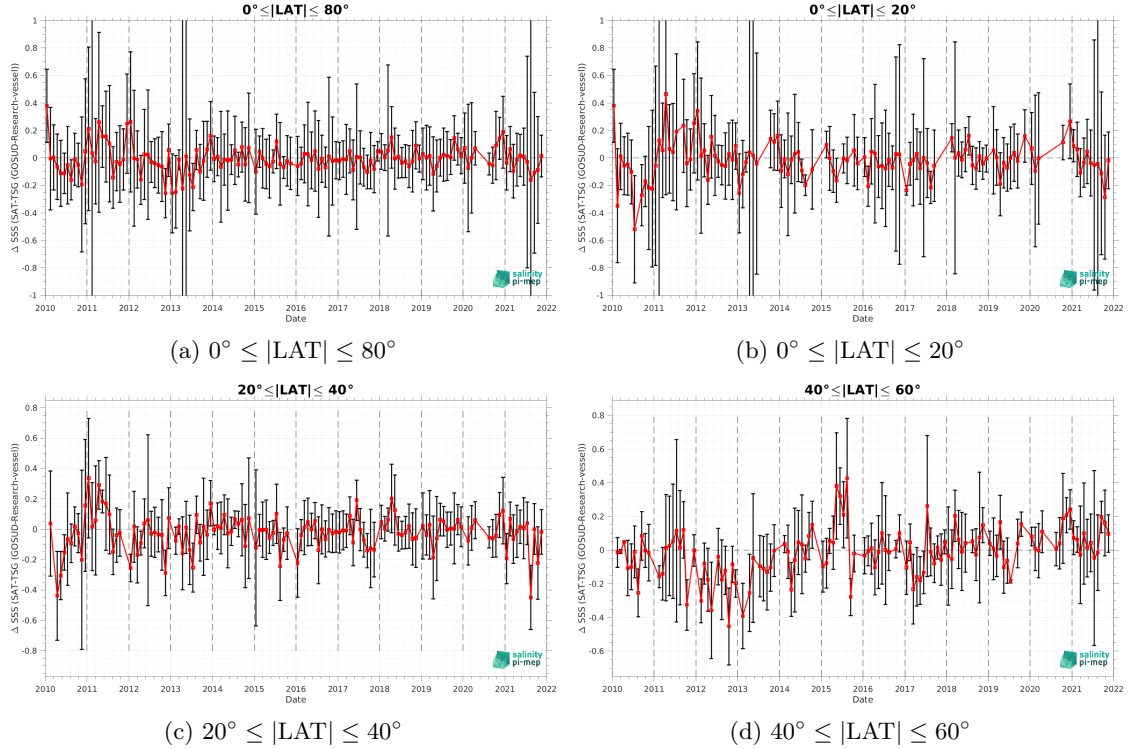 0°≤|LAT|≤ 80°
Δ SSS (SAT-TSG (GOSUD-Research-vessel))
1
0.8
0.6
0.4
0.2
0
-0.2
-0.4
-0.6
-0.8
-1
2010 2011 2012 2013 2014 2015 2016 2017 2018 2019 2020 2021 2022
Date
salinity
pi-mep
(a) 0° ≤ |LAT| ≤ 80°
0°≤|LAT|≤ 20°
Δ SSS (SAT-TSG (GOSUD-Research-vessel))
1
0.8
0.6
0.4
0.2
0
-0.2
-0.4
-0.6
-0.8
-1
2010 2011 2012 2013 2014 2015 2016 2017 2018 2019 2020 2021 2022
Date
salinity
pi-mep
(b) 0° ≤ |LAT| ≤ 20°
20°≤|LAT|≤ 40°
Δ SSS (SAT-TSG (GOSUD-Research-vessel))
0.8
0.6
0.4
0.2
0
-0.2
-0.4
-0.6
-0.8
2010 2011 2012 2013 2014 2015 2016 2017 2018 2019 2020 2021 2022
Date
salinity
pi-mep
(c) 20° ≤ |LAT| ≤ 40°
40°≤|LAT|≤ 60°
Δ SSS (SAT-TSG (GOSUD-Research-vessel))
0.8
0.6
0.4
0.2
0
-0.2
-0.4
-0.6
2010 2011 2012 2013 2014 2015 2016 2017 2018 2019 2020 2021 2022
Date
salinity
pi-mep
(d) 40° ≤ |LAT| ≤ 60°